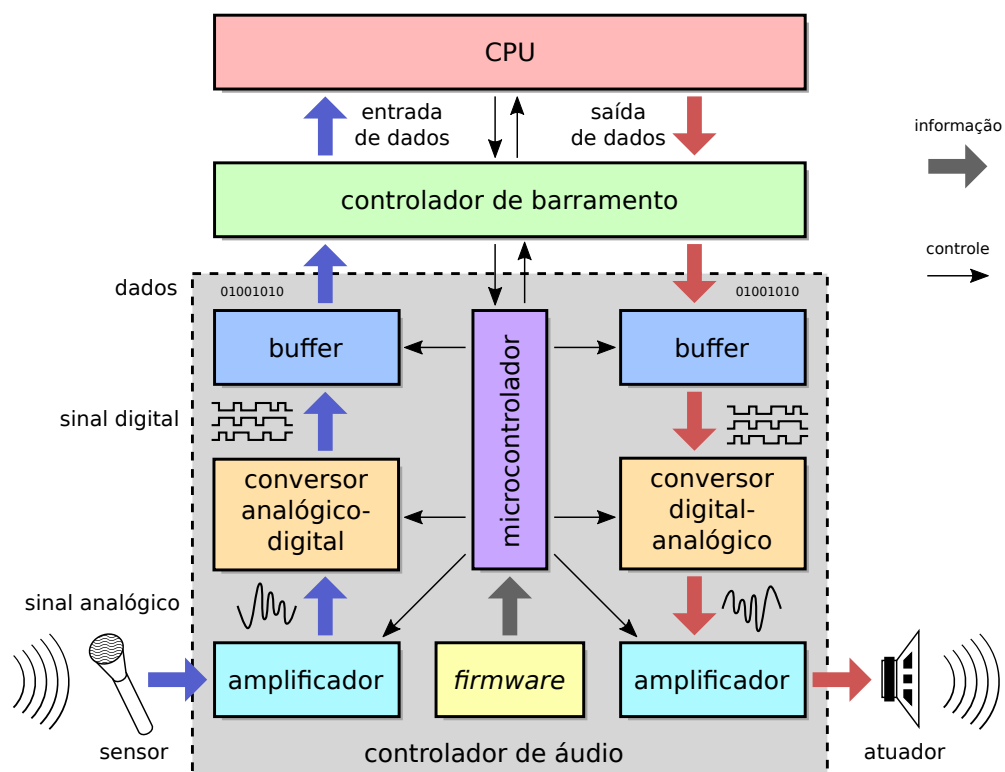 CPU
entrada
de dados
saída
de dados
informação
controlador de barramento
controle
dados
01001010
01001010
buffer
microcontrolador
buffer
sinal digital
conversor
analógico-
digital
conversor
digital-
analógico
sinal analógico
amplificador
firmware
amplificador
sensor
controlador de áudio
atuador